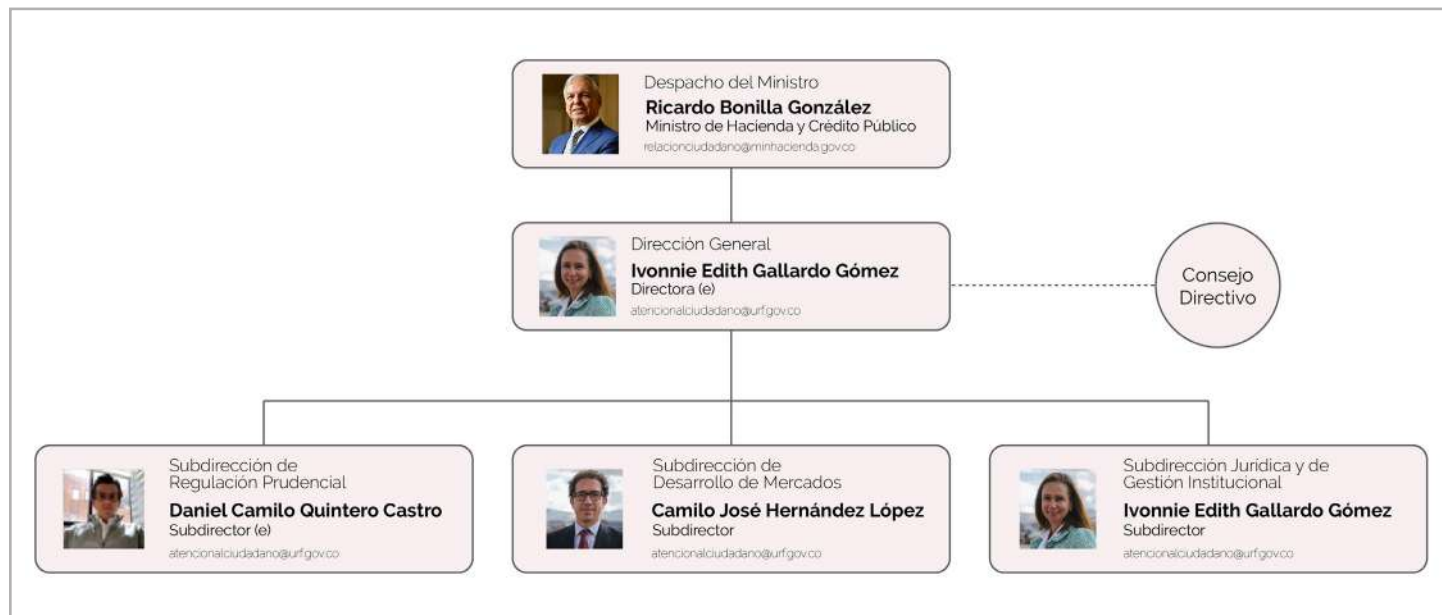 Despacho del Ministro
Ricardo Bonilla González
Ministro de Hacienda y Crédito Público
relacionciudadano@minhacienda.gov.co
Dirección General
Ivonnie Edith Gallardo Gómez
Directora (e)
atencionalciudadano@urf.gov.co
Consejo
Directivo
Subdirección de
Regulación Prudencial
Daniel Camilo Quintero Castro
Subdirector (e)
atencionalciudadano@urf.gov.co
Subdirección de
Desarrollo de Mercados
Camilo José Hernández López
Subdirector
atencionalciudadano@urf.gov.co
Subdirección Jurídica y de
Gestión Institucional
Ivonnie Edith Gallardo Gómez
Subdirector
atencionalciudadano@urf.gov.co